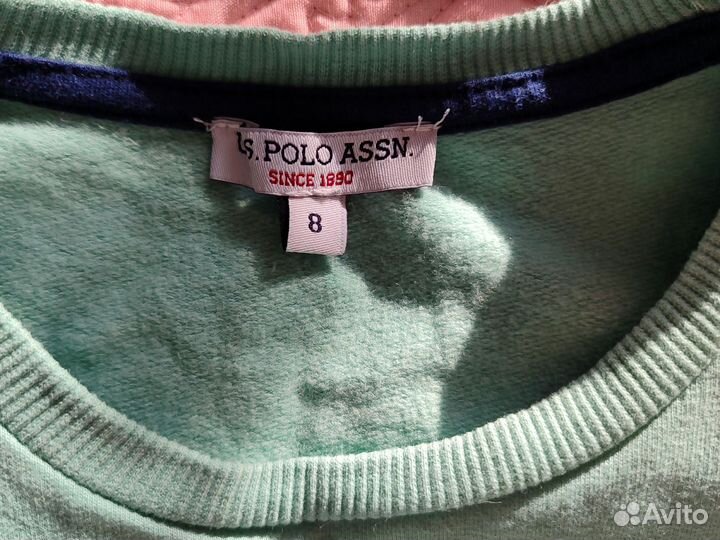 U.S. POLO ASSN.
SINCE 1890
8
Avito